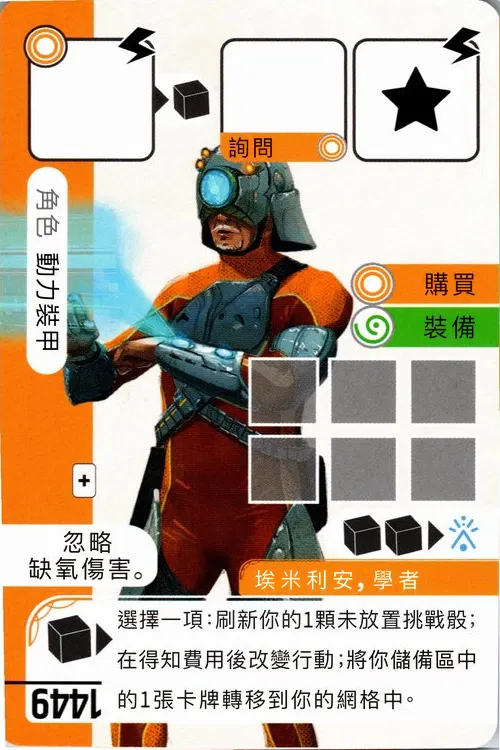 詢問
角色 動力裝甲
購買
裝備
+
忽略
缺氧傷害。
埃米利安,學者
選擇一項:刷新你的1顆未放置挑戰骰;
在得知費用後改變行動;將你儲備區中
的1張卡牌轉移到你的網格中。
1449